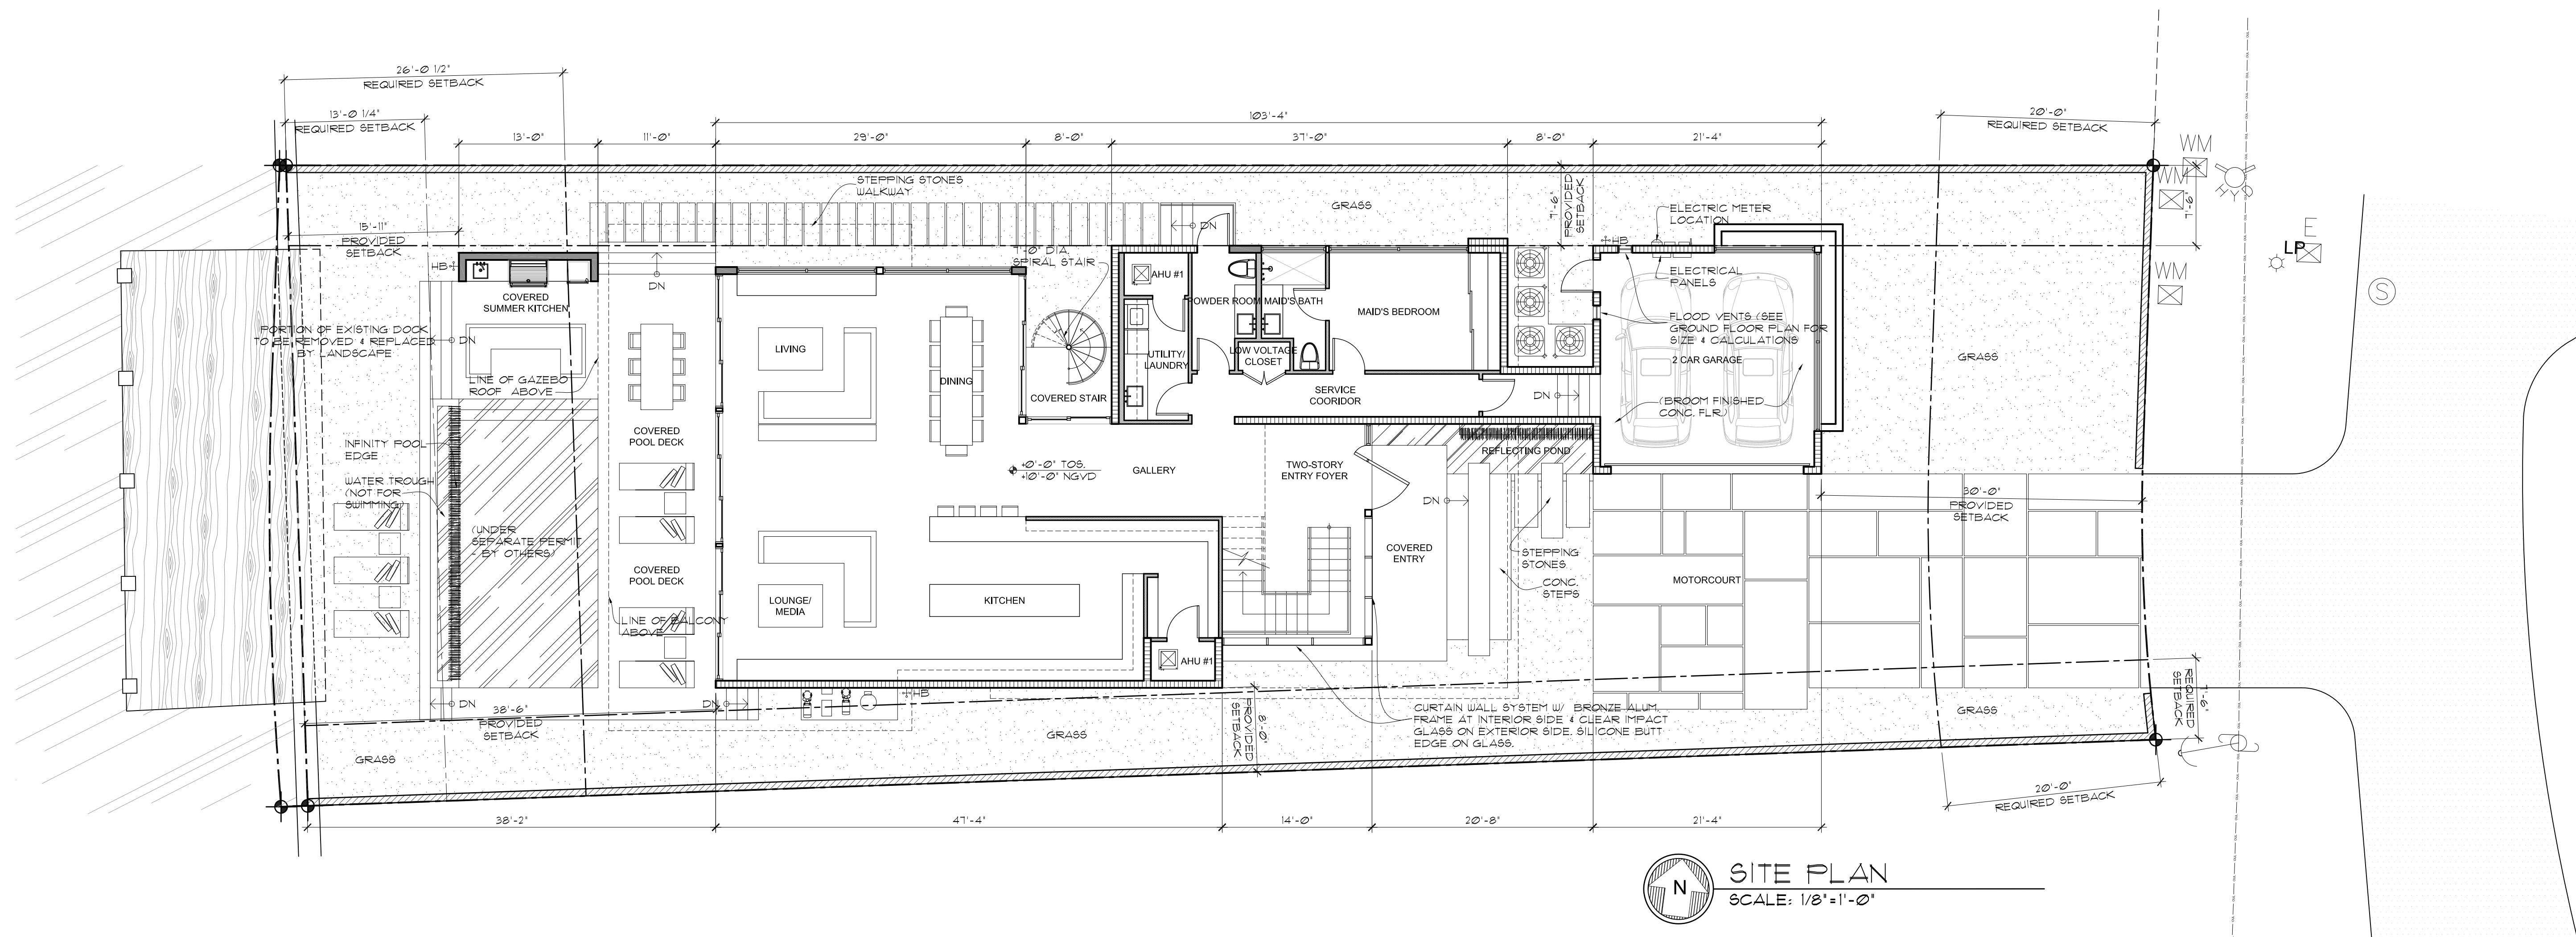 26'-0 1/2"
REQUIRED SETBACK
13'-0 1/4"
REQUIRED SETBACK
103'-4"
20'-0"
REQUIRED SETBACK
13'-0"
11'-0"
29'-0"
8'-0"
37'-0"
8'-0"
21'-4"
WM
WM
HYD
7'-6"
E
LP
WM
S
STEPPING STONES
WALKWAY
GRASS
7'-6"
PROVIDED
SETBACK
ELECTRIC METER
LOCATION
15'-11"
PROVIDED
SETBACK
DN
HB
HB
DN
7'-0" DIA.
SPIRAL STAIR
AHU #1
ELECTRICAL
PANELS
COVERED
SUMMER KITCHEN
POWDER ROOM
MAID'S BATH
MAID'S BEDROOM
FLOOD VENTS (SEE
GROUND FLOOR PLAN FOR
SIZE & CALCULATIONS
PORTION OF EXISTING DOCK
TO BE REMOVED & REPLACED
BY LANDSCAPE
DN
LIVING
UTILITY/
LAUNDRY
LOW VOLTAGE
CLOSET
2 CAR GARAGE
GRASS
LINE OF GAZEBO
ROOF ABOVE
DINING
COVERED STAIR
SERVICE
COORIDOR
DN
(BROOM FINISHED
CONC. FLR.)
COVERED
POOL DECK
INFINITY POOL
EDGE
REFLECTING POND
+0'-0" TOS.
+10'-0" NGVD
GALLERY
TWO-STORY
ENTRY FOYER
WATER TROUGH
(NOT FOR
SWIMMING)
DN
30'-0"
PROVIDED
SETBACK
(UNDER
SEPARATE PERMIT
- BY OTHERS)
COVERED
ENTRY
STEPPING
STONES
COVERED
POOL DECK
CONC.
STEPS
MOTORCOURT
LOUNGE/
MEDIA
KITCHEN
LINE OF BALCONY
ABOVE
AHU #1
HB
DN
DN
38'-6"
PROVIDED
SETBACK
8'-0"
PROVIDED
SETBACK
CURTAIN WALL SYSTEM W/ BRONZE ALUM.
FRAME AT INTERIOR SIDE & CLEAR IMPACT
GLASS ON EXTERIOR SIDE. SILICONE BUTT
EDGE ON GLASS.
GRASS
7'-6"
REQUIRED
SETBACK
GRASS
GRASS
20'-0"
REQUIRED SETBACK
38'-2"
47'-4"
14'-0"
20'-8"
21'-4"
N
SITE PLAN
SCALE: 1/8"=1'-0"